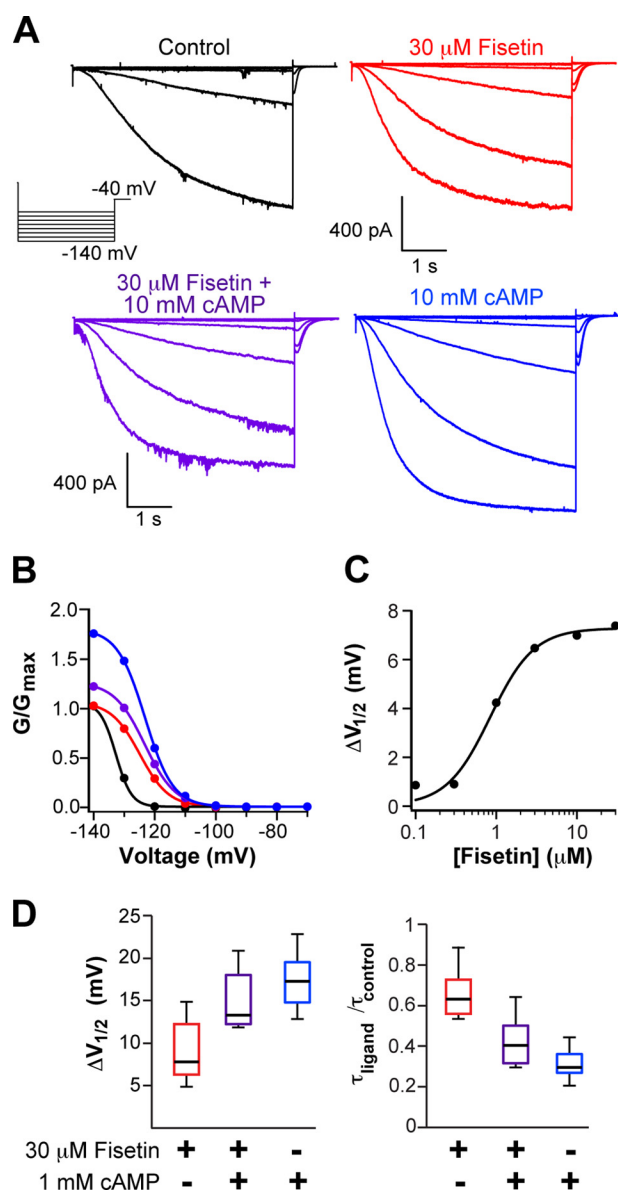 A
Control
30 μM Fisetin
-40 mV
-140 mV
400 pA
1 s
30 μM Fisetin +
10 mM cAMP
10 mM cAMP
400 pA
1 s
B
C
2.0
1.5
1.0
0.5
0.0
G/Gmax
-140
-120
-100
-80
Voltage (mV)
8
6
4
2
0
ΔV1/2 (mV)
0.1
1
10
[Fisetin] (μM)
D
25
20
15
10
5
ΔV1/2 (mV)
1
0.8
0.6
0.4
0.2
0
τligand /τcontrol
30 μM Fisetin + + - + + -
1 mM cAMP - + + - + +